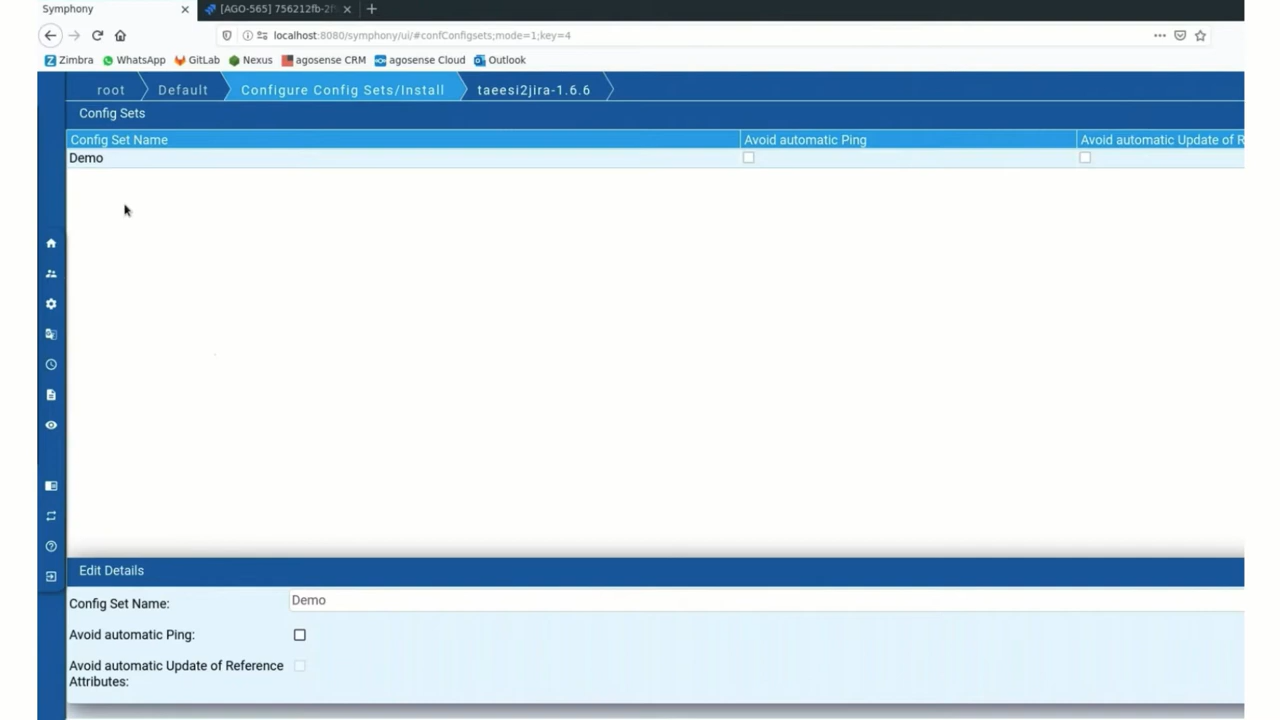 Symphony
[AGO-565] 756212fb-2f
localhost:8080/symphony/ui/#confConfigsets;mode=1;key=4
Zimbra WhatsApp GitLab Nexus agosense CRM agosense Cloud Outlook
root Default Configure Config Sets/Install taeesi2jira-1.6.6
Config Sets
Config Set Name Avoid automatic Ping Avoid automatic Update of R
Demo
Edit Details
Config Set Name: Demo
Avoid automatic Ping:
Avoid automatic Update of Reference
Attributes: